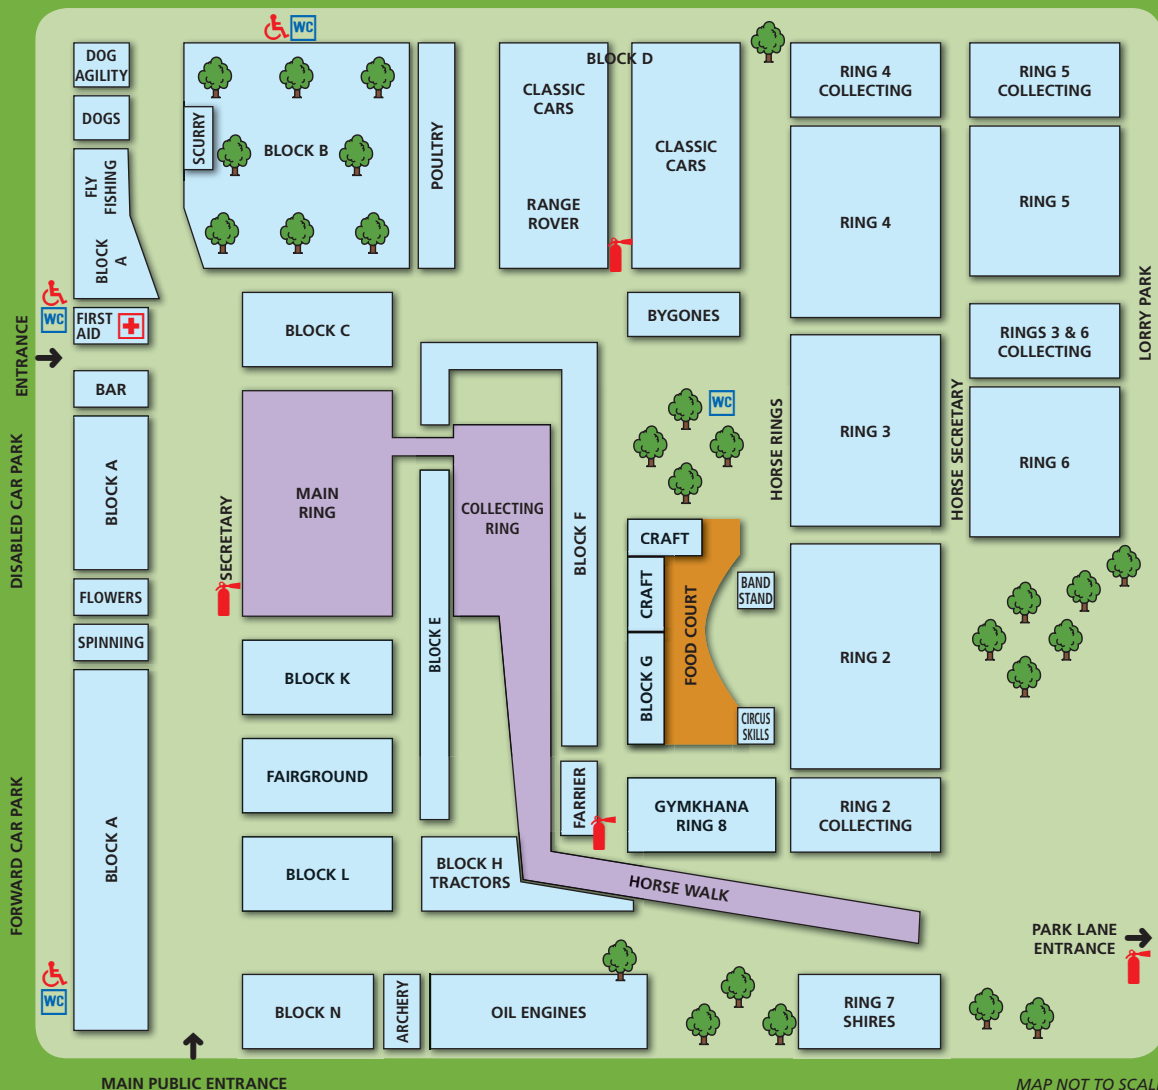 WC
DOG
AGILITY
DOGS
FLY
FISHING
BLOCK
A
WC
FIRST
AID
ENTRANCE
BAR
BLOCK A
DISABLED CAR PARK
FLOWERS
SPINNING
BLOCK A
FORWARD CAR PARK
WC
SCURRY
BLOCK B
POULTRY
BLOCK D
CLASSIC
CARS
RANGE
ROVER
CLASSIC
CARS
RING 4
COLLECTING
RING 5
COLLECTING
RING 4
RING 5
LORRY PARK
BLOCK C
BYGONES
RINGS 3 & 6
COLLECTING
MAIN
RING
SECRETARY
COLLECTING
RING
BLOCK F
BLOCK E
WC
HORSE RINGS
RING 3
HORSE SECRETARY
RING 6
CRAFT
CRAFT
BLOCK G
FOOD COURT
BAND
STAND
CIRCUS
SKILLS
RING 2
BLOCK K
FAIRGROUND
BLOCK L
FARRIER
GYMKHANA
RING 8
RING 2
COLLECTING
BLOCK H
TRACTORS
HORSE WALK
PARK LANE
ENTRANCE
BLOCK N
ARCHERY
OIL ENGINES
RING 7
SHIRES
MAIN PUBLIC ENTRANCE
MAP NOT TO SCALE